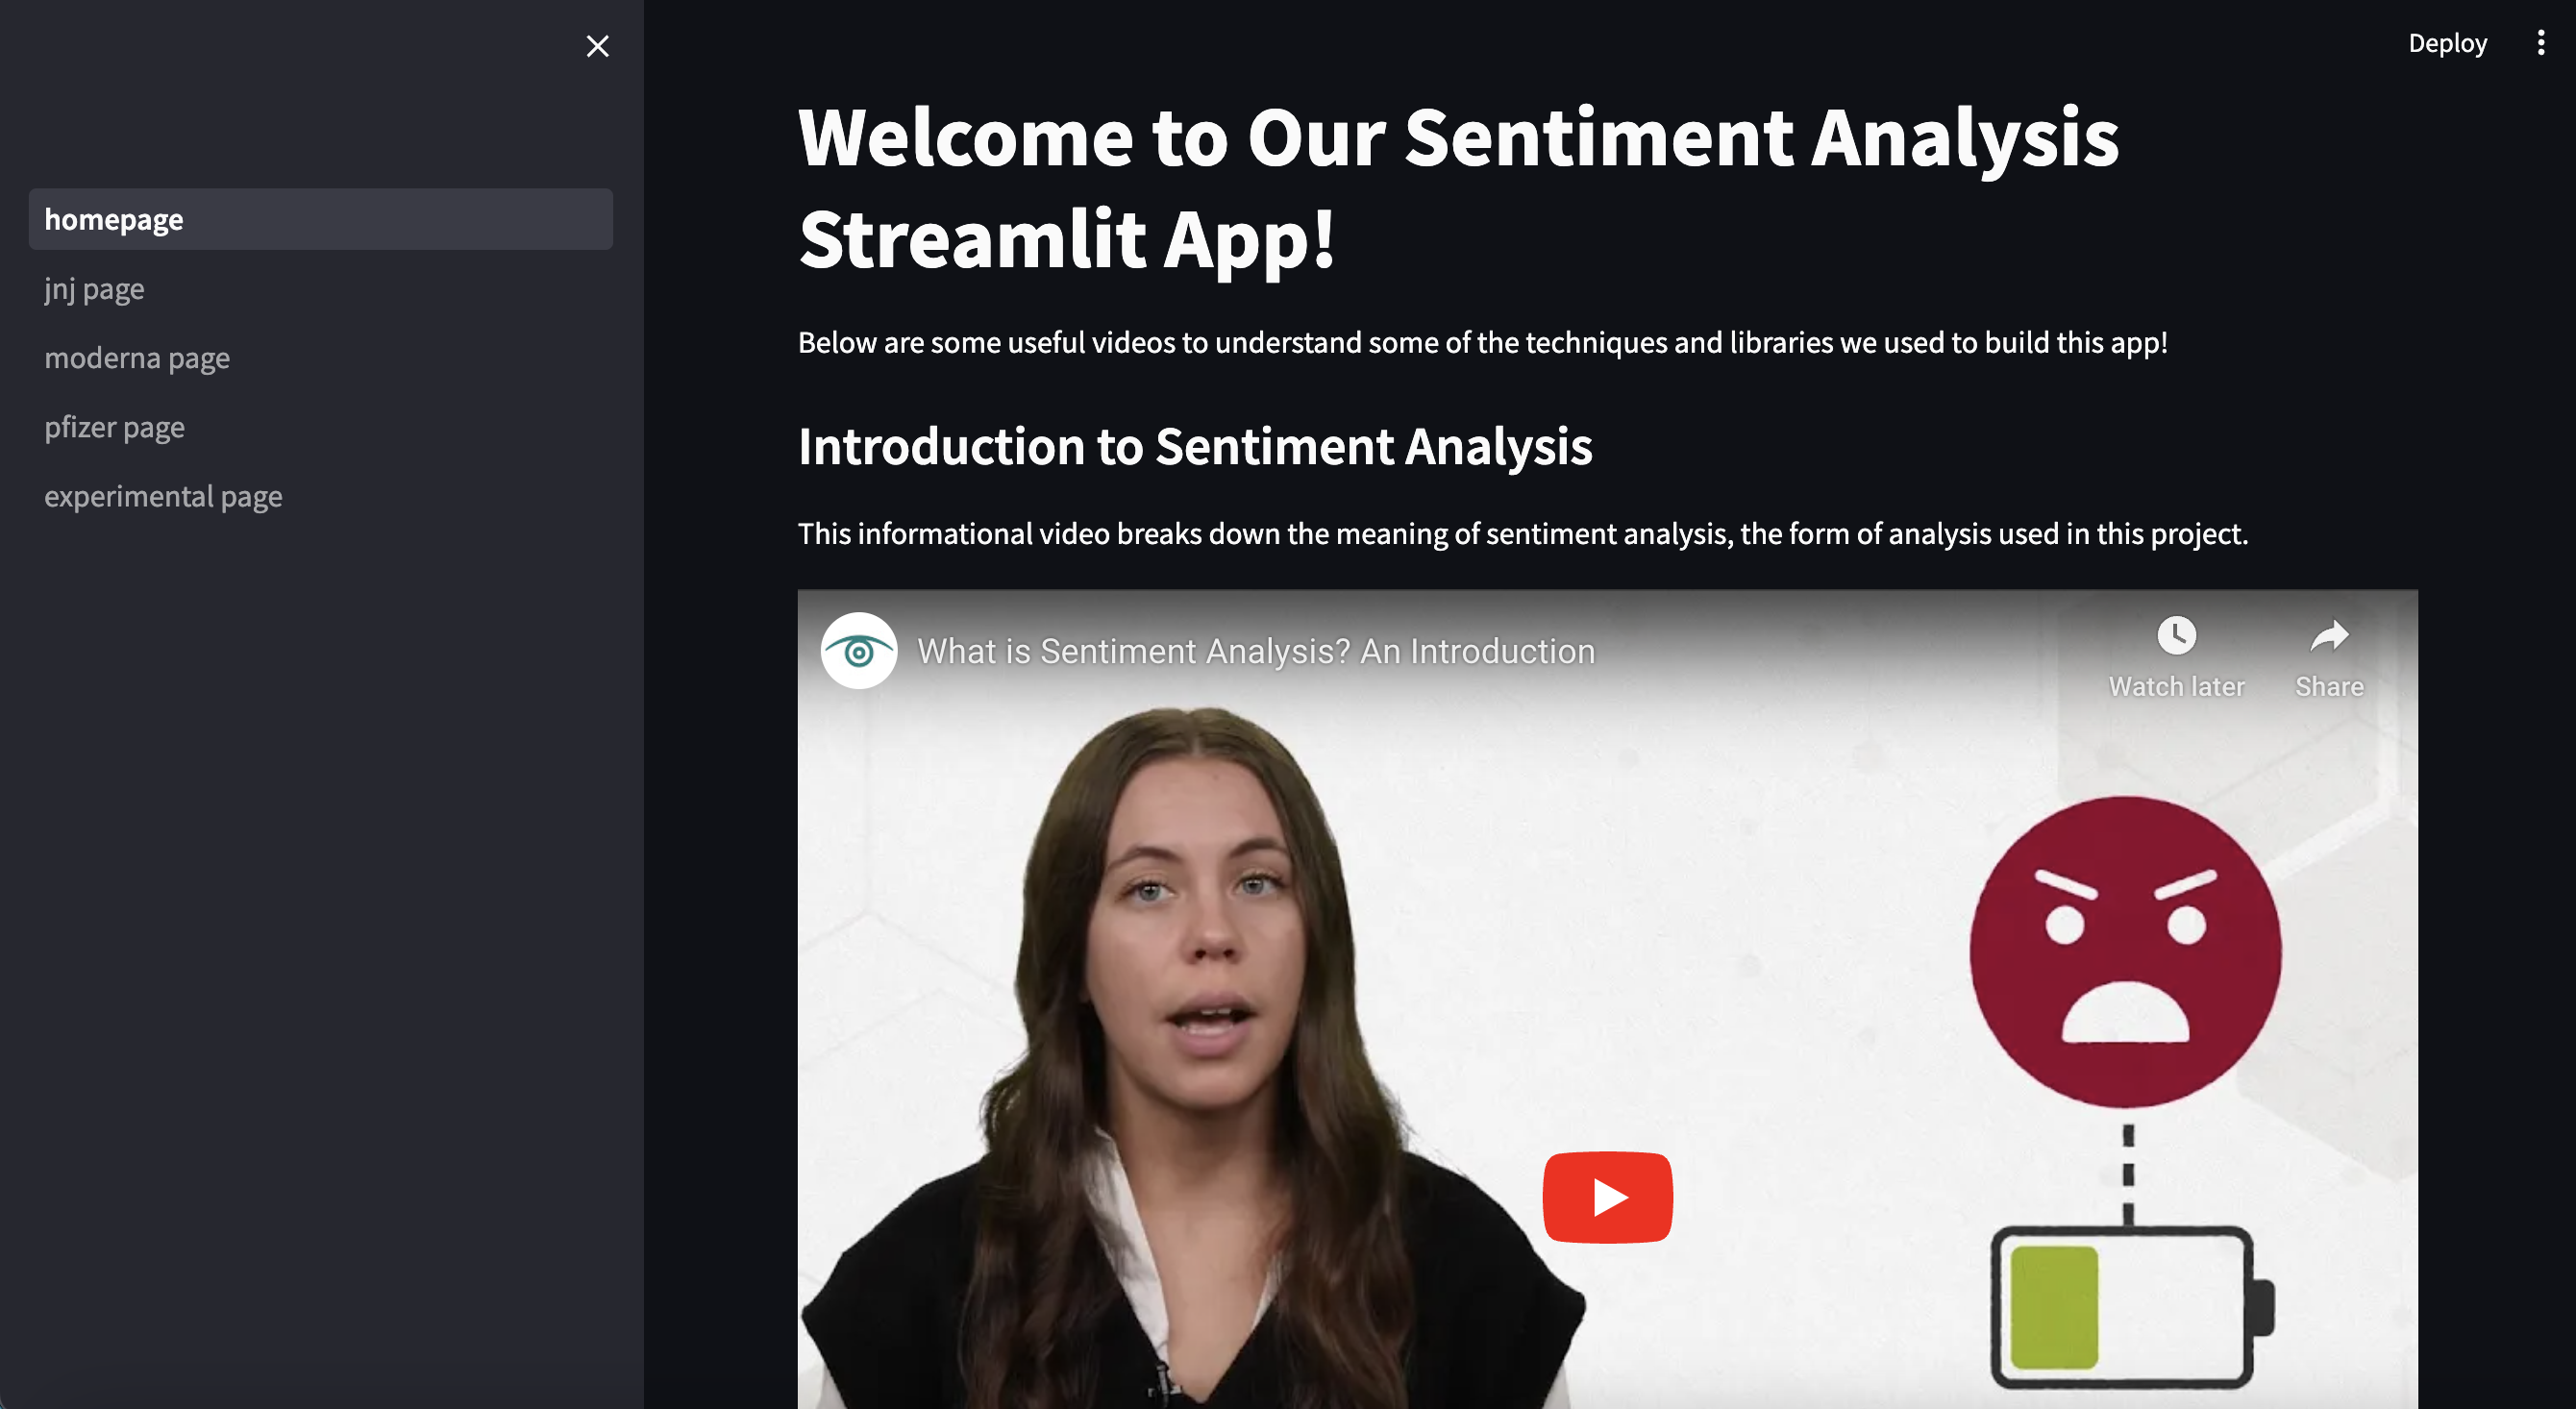 Deploy
homepage
jnj page
moderna page
pfizer page
experimental page
Welcome to Our Sentiment Analysis
Streamlit App!
Below are some useful videos to understand some of the techniques and libraries we used to build this app!
Introduction to Sentiment Analysis
This informational video breaks down the meaning of sentiment analysis, the form of analysis used in this project.
What is Sentiment Analysis? An Introduction
Watch later
Share